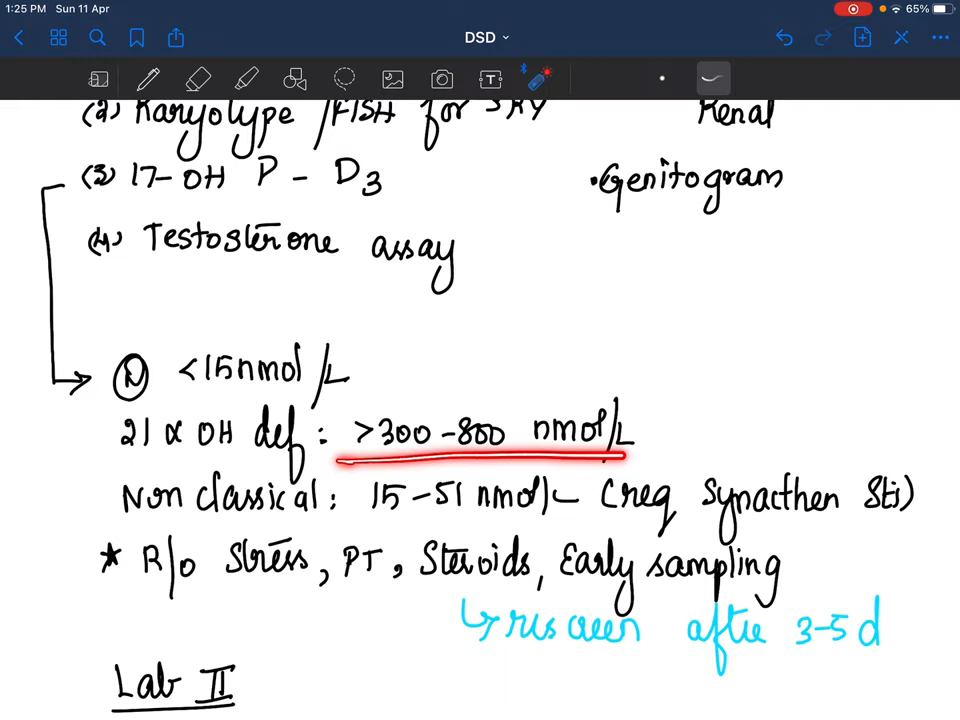 1:25 PM Sun 11 Apr 65%
DSD
(2) Karyotype /FISH for SRY Renal
(3) 17-OH P - D3 •Genitogram
(4) Testosterone assay
N <15nmol/L
21 α OH def: >300-800 nmol/L
Non classical: 15-51 nmol/L (req Synacthen Sti)
* R/o Stress, PT, Steroids, Early sampling
↳ rescreen after 3-5 d
Lab II